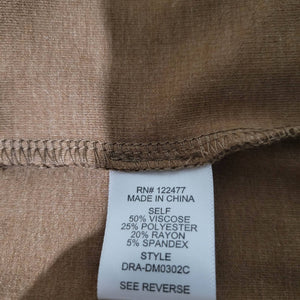 RN# 122477
MADE IN CHINA
SELF
50% VISCOSE
25% POLYESTER
20% RAYON
5% SPANDEX
STYLE
DRA-DM0302C
SEE REVERSE